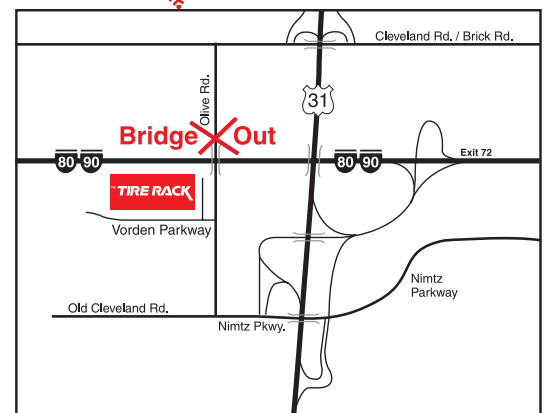 Cleveland Rd. / Brick Rd.
Olive Rd.
31
Bridge Out
80 90
80 90
Exit 72
THE TIRE RACK
Vorden Parkway
Nimtz
Parkway
Old Cleveland Rd.
Nimtz Pkwy.